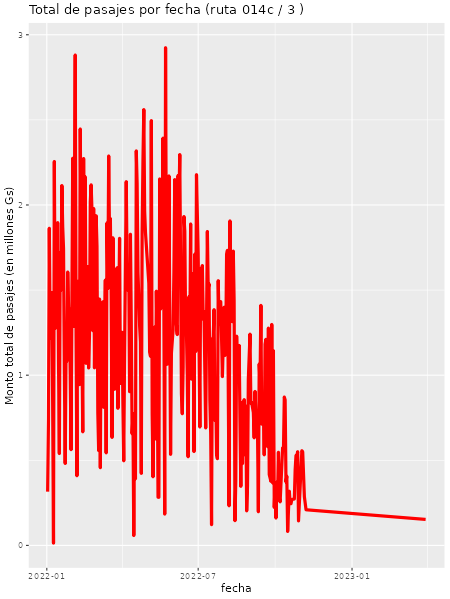 Total de pasajes por fecha (ruta 014c / 3 )
Monto total de pasajes (en millones Gs)
3
2
1
0
2022-01
2022-07
2023-01
fecha